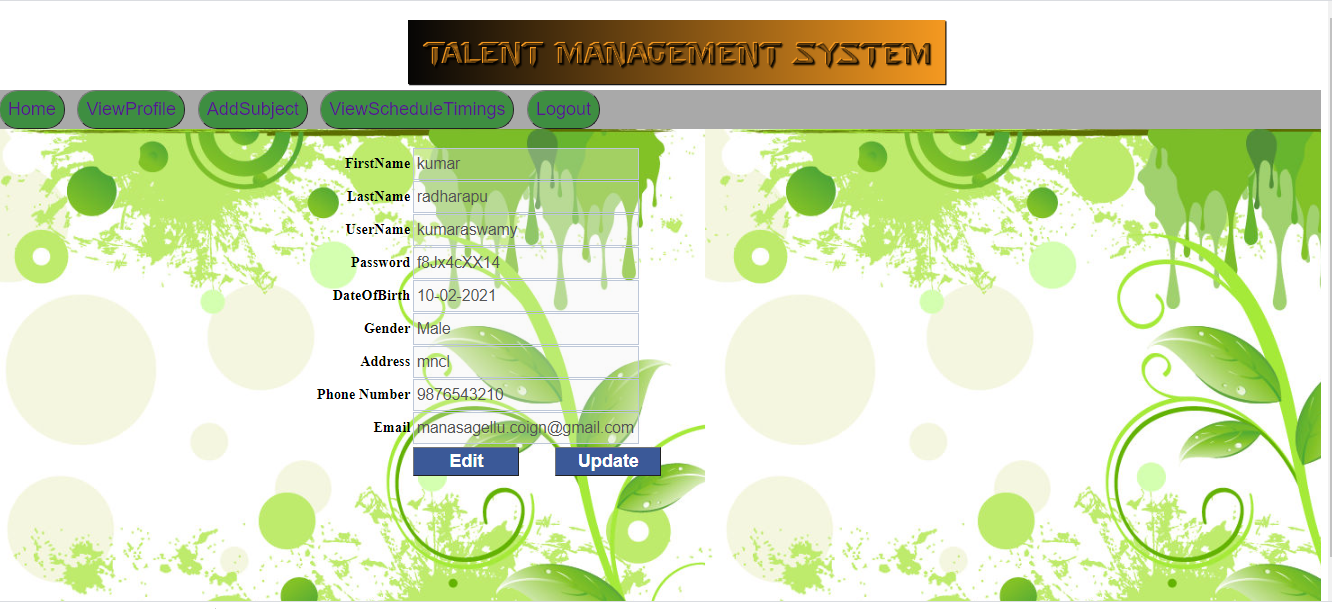 TALENT MANAGEMENT SYSTEM
Home ViewProfile AddSubject ViewScheduleTimings Logout
FirstName kumar
LastName radharapu
UserName kumaraswamy
Password f8Jx4cXX14
DateOfBirth 10-02-2021
Gender Male
Address mncl
Phone Number 9876543210
Email manasagellu.coign@gmail.com
Edit Update